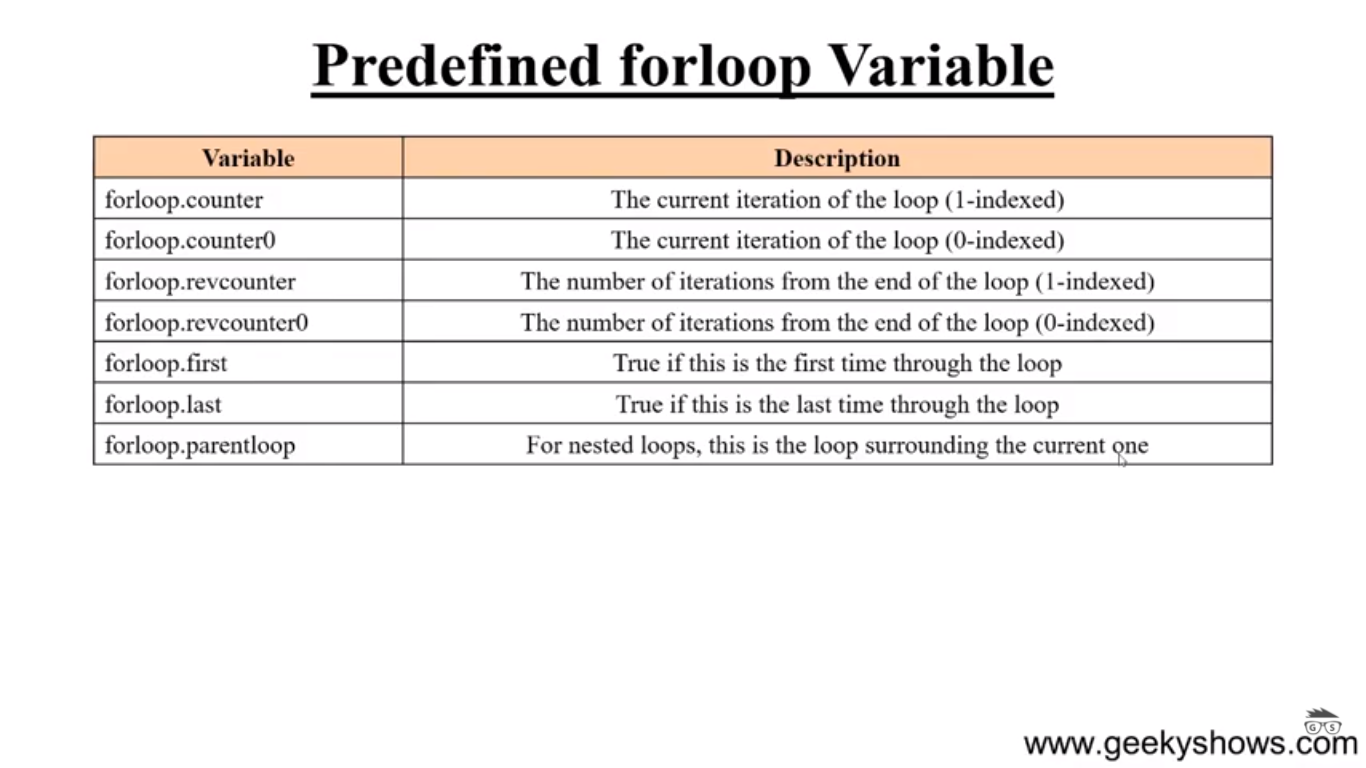 Predefined forloop Variable
Variable Description
forloop.counter The current iteration of the loop (1-indexed)
forloop.counter0 The current iteration of the loop (0-indexed)
forloop.revcounter The number of iterations from the end of the loop (1-indexed)
forloop.revcounter0 The number of iterations from the end of the loop (0-indexed)
forloop.first True if this is the first time through the loop
forloop.last True if this is the last time through the loop
forloop.parentloop For nested loops, this is the loop surrounding the current one
G S
www.geekyshows.com